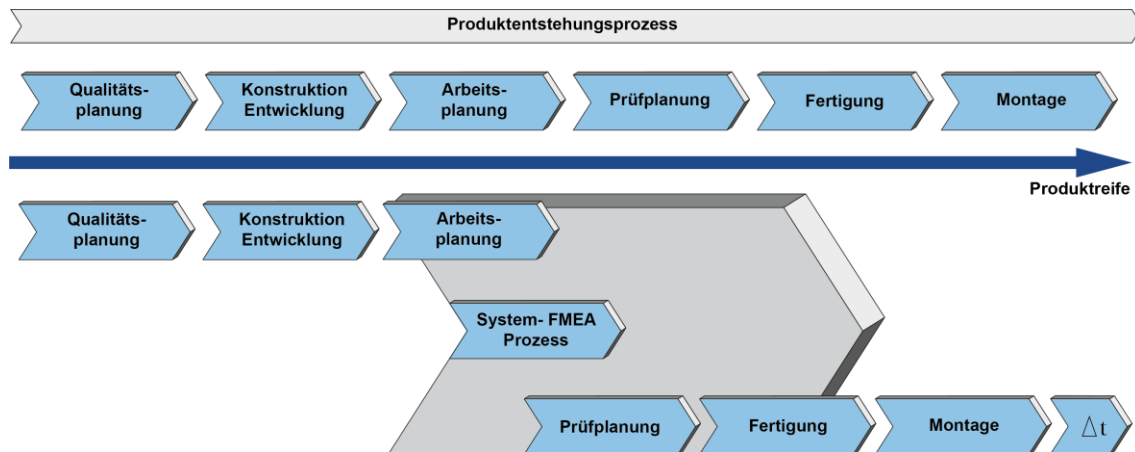 Produktentstehungsprozess
Qualitäts-
planung
Konstruktion
Entwicklung
Arbeits-
planung
Prüfplanung
Fertigung
Montage
Produktreife
Qualitäts-
planung
Konstruktion
Entwicklung
Arbeits-
planung
System- FMEA
Prozess
Prüfplanung
Fertigung
Montage
Δt